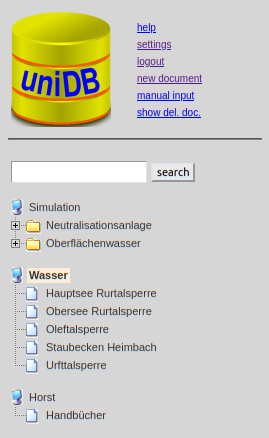 uniDB
help
settings
logout
new document
manual input
show del. doc.
search
Simulation
Neutralisationsanlage
Oberflächenwasser
Wasser
Hauptsee Rurtalsperre
Obersee Rurtalsperre
Oleftalsperre
Staubecken Heimbach
Urfttalsperre
Horst
Handbücher